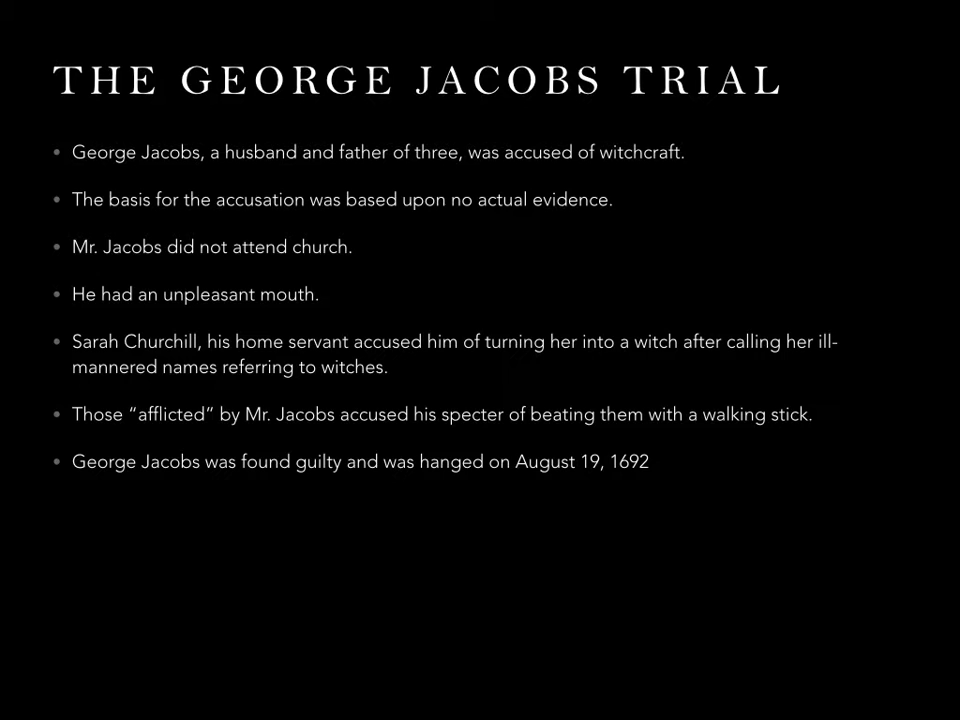 THE GEORGE JACOBS TRIAL
• George Jacobs, a husband and father of three, was accused of witchcraft.
• The basis for the accusation was based upon no actual evidence.
• Mr. Jacobs did not attend church.
• He had an unpleasant mouth.
• Sarah Churchill, his home servant accused him of turning her into a witch after calling her ill-
mannered names referring to witches.
• Those “afflicted” by Mr. Jacobs accused his specter of beating them with a walking stick.
• George Jacobs was found guilty and was hanged on August 19, 1692